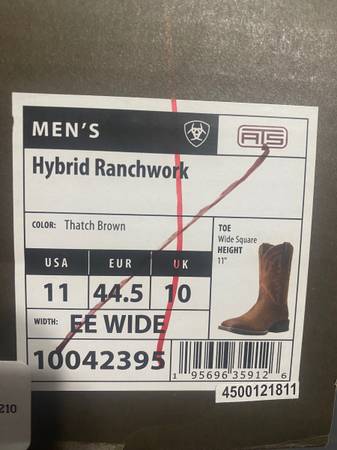 MEN'S
ATS
Hybrid Ranchwork
COLOR: Thatch Brown
TOE
Wide Square
HEIGHT
11"
USA EUR UK
11 44.5 10
WIDTH: EE WIDE
10042395
1 95696 35912 6
4500121811
210